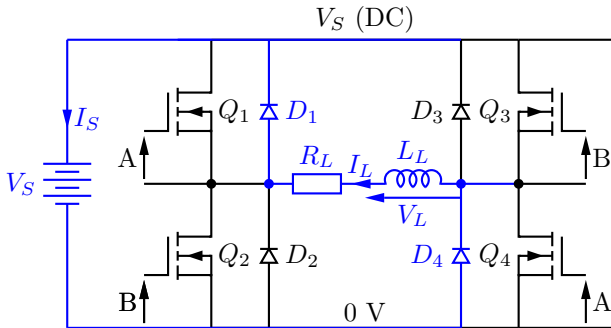 V_S (DC)
I_S
Q_1
D_1
D_3
Q_3
A
B
R_L
I_L
L_L
V_S
V_L
Q_2
D_2
D_4
Q_4
B
A
0 V